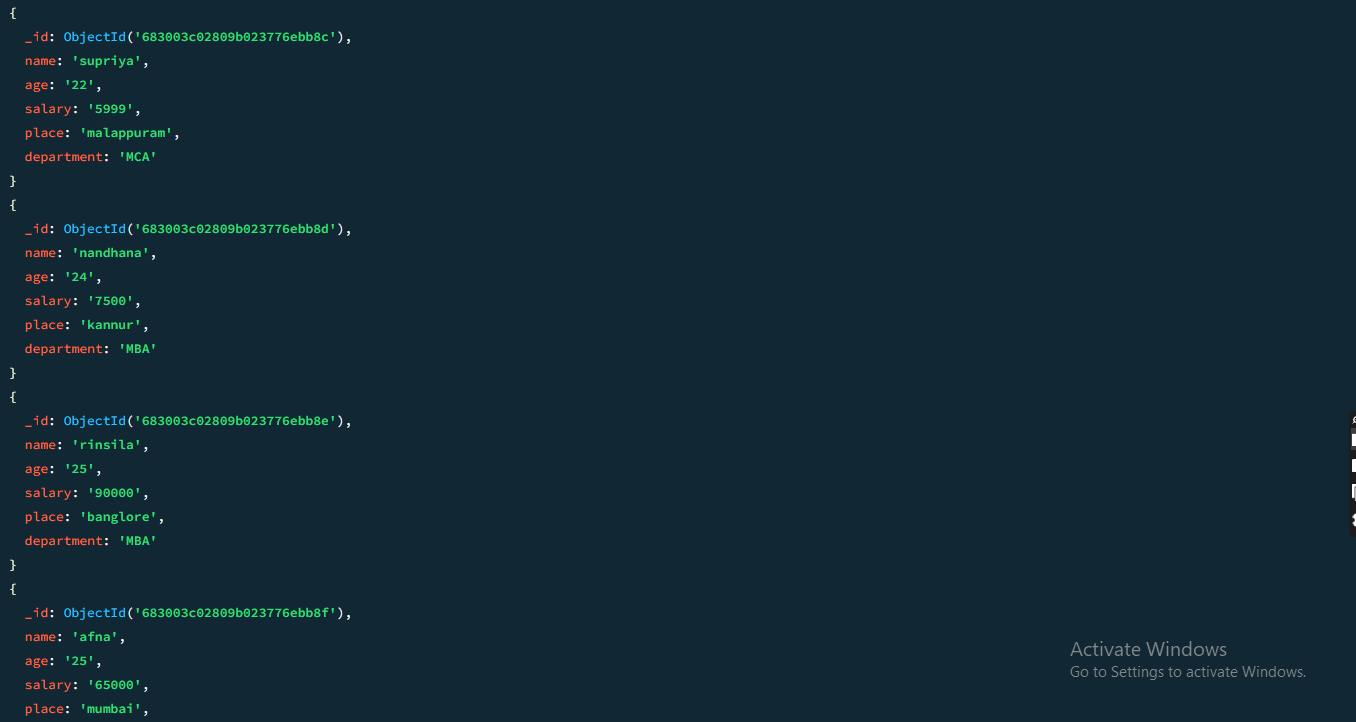 {
_id: ObjectId('683003c02809b023776ebb8c'),
name: 'supriya',
age: '22',
salary: '5999',
place: 'malappuram',
department: 'MCA'
}
{
_id: ObjectId('683003c02809b023776ebb8d'),
name: 'nandhana',
age: '24',
salary: '7500',
place: 'kannur',
department: 'MBA'
}
{
_id: ObjectId('683003c02809b023776ebb8e'),
name: 'rinsila',
age: '25',
salary: '90000',
place: 'banglore',
department: 'MBA'
}
{
_id: ObjectId('683003c02809b023776ebb8f'),
name: 'afna',
age: '25',
salary: '65000',
place: 'mumbai',
Activate Windows
Go to Settings to activate Windows.